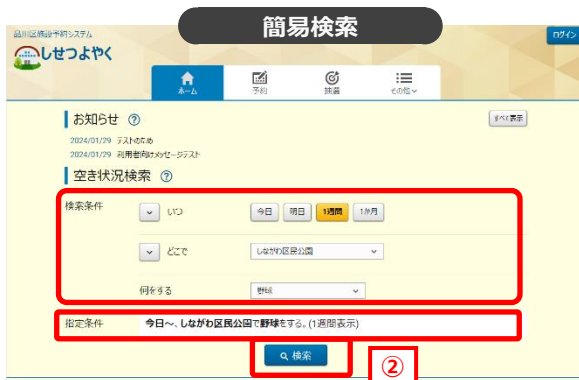 簡易検索
品川区施設予約システム
しせつよやく
ログイン
ホーム
予約
抽選
その他
お知らせ ?
すべて表示
2024/01/29 テストのため
2024/01/29 利用者向けメッセージテスト
空き状況検索 ?
検索条件
いつ
今日 明日 1週間 1か月
どこで
しながわ区民公園
何をする
野球
指定条件 今日～、しながわ区民公園で野球をする。(1週間表示)
検索
②